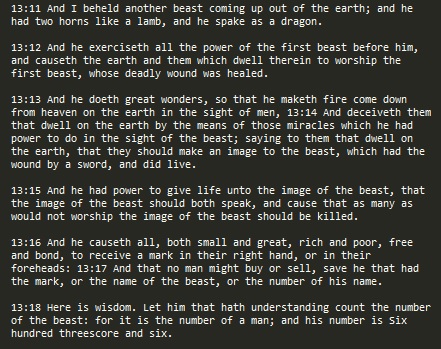 13:11 And I beheld another beast coming up out of the earth; and he
had two horns like a lamb, and he spake as a dragon.
13:12 And he exerciseth all the power of the first beast before him,
and causeth the earth and them which dwell therein to worship the
first beast, whose deadly wound was healed.
13:13 And he doeth great wonders, so that he maketh fire come down
from heaven on the earth in the sight of men, 13:14 And deceiveth them
that dwell on the earth by the means of those miracles which he had
power to do in the sight of the beast; saying to them that dwell on
the earth, that they should make an image to the beast, which had the
wound by a sword, and did live.
13:15 And he had power to give life unto the image of the beast, that
the image of the beast should both speak, and cause that as many as
would not worship the image of the beast should be killed.
13:16 And he causeth all, both small and great, rich and poor, free
and bond, to receive a mark in their right hand, or in their
foreheads: 13:17 And that no man might buy or sell, save he that had
the mark, or the name of the beast, or the number of his name.
13:18 Here is wisdom. Let him that hath understanding count the number
of the beast: for it is the number of a man; and his number is Six
hundred threescore and six.